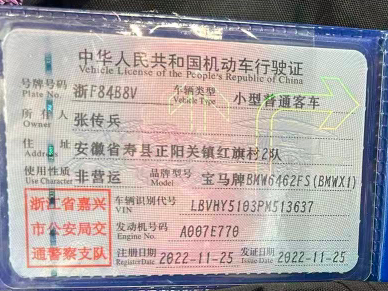 中华人民共和国机动车行驶证
Vehicle License of the People's Republic of China
号牌号码 浙F84B8V 车辆类型 小型普通客车
Plate No. Vehicle Type
所有人 张传兵
Owner
住址 安徽省寿县正阳关镇红旗村2队
Address
使用性质 非营运 品牌型号 宝马牌BMW6462FS(BMWX1)
Use Character Model
浙江省嘉兴
市公安局交
通警察支队
车辆识别代号 LBVHY5103PM513637
VIN
发动机号码 A007E770
Engine No.
注册日期 2022-11-25 发证日期 2022-11-25
Register Date Issue Date